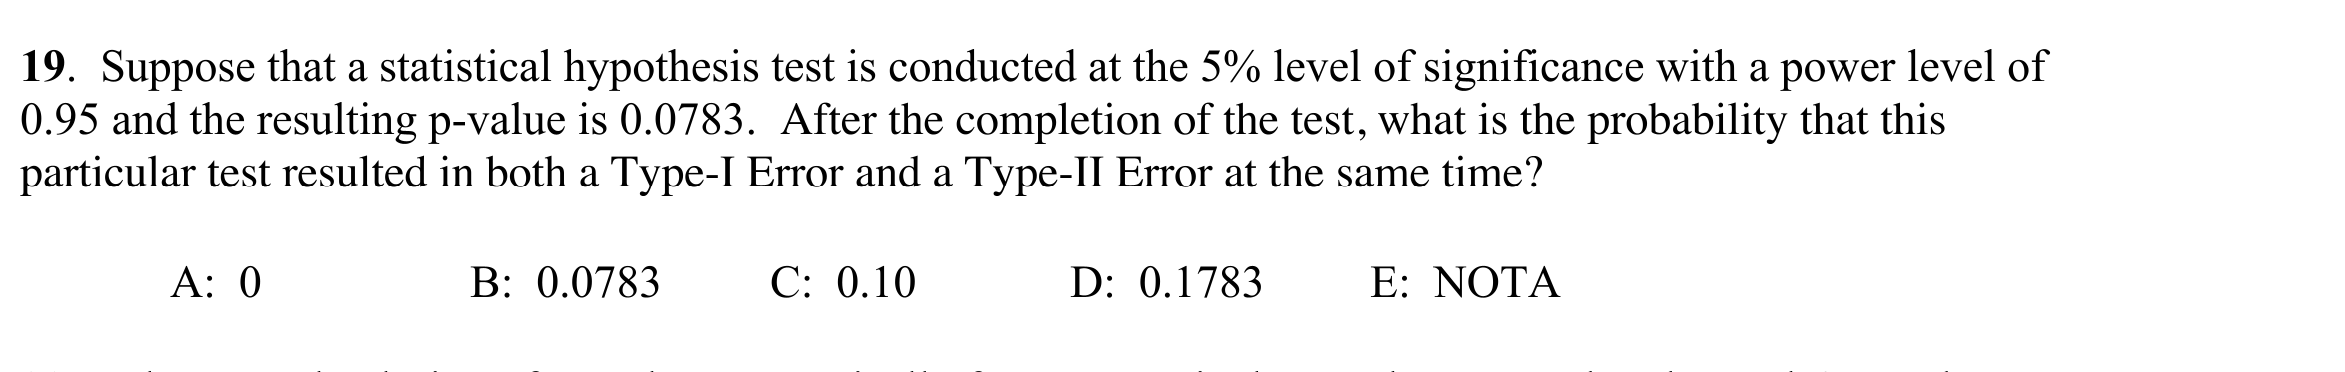 19. Suppose that a statistical hypothesis test is conducted at the 5% level of significance with a power level of
0.95 and the resulting p-value is 0.0783. After the completion of the test, what is the probability that this
particular test resulted in both a Type-I Error and a Type-II Error at the same time?
A: 0 B: 0.0783 C: 0.10 D: 0.1783 E: NOTA